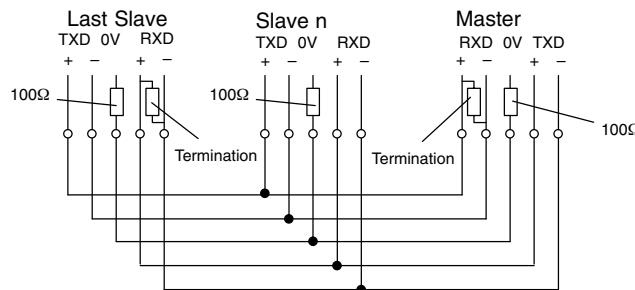 Last Slave Slave n Master
TXD 0V RXD TXD 0V RXD RXD 0V TXD
+ − + − + − + − + − + −
100Ω 100Ω 100Ω
Termination Termination